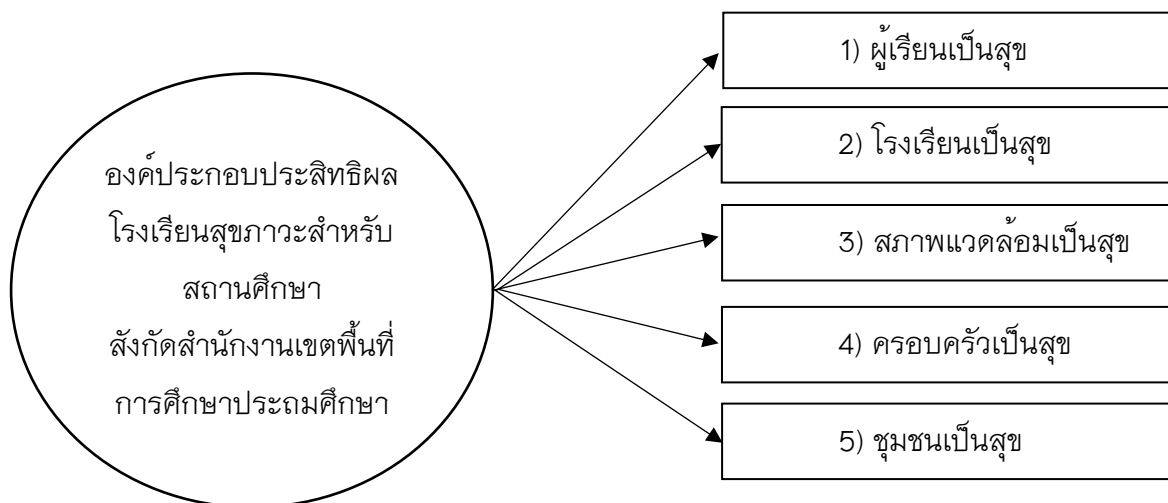 องค์ประกอบประสิทธิผล
โรงเรียนสุขภาวะสำหรับ
สถานศึกษา
สังกัดสำนักงานเขตพื้นที่
การศึกษาประถมศึกษา
1) ผู้เรียนเป็นสุข
2) โรงเรียนเป็นสุข
3) สภาพแวดล้อมเป็นสุข
4) ครอบครัวเป็นสุข
5) ชุมชนเป็นสุข